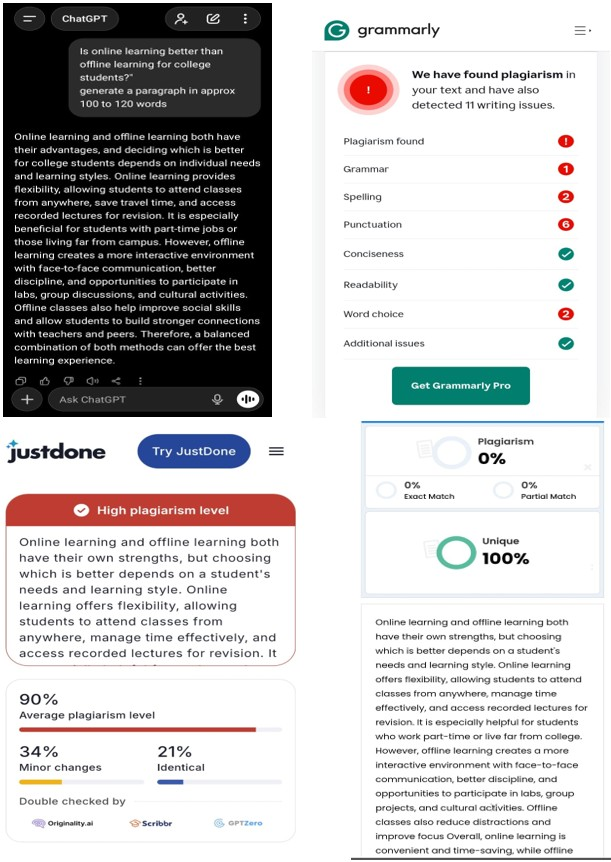 ChatGPT
Is online learning better than
offline learning for college
students?"
generate a paragraph in approx
100 to 120 words
Online learning and offline learning both have
their advantages, and deciding which is better
for college students depends on individual needs
and learning styles. Online learning provides
flexibility, allowing students to attend classes
from anywhere, save travel time, and access
recorded lectures for revision. It is especially
beneficial for students with part-time jobs or
those living far from campus. However, offline
learning creates a more interactive environment
with face-to-face communication, better
discipline, and opportunities to participate in
labs, group discussions, and cultural activities.
Offline classes also help improve social skills
and allow students to build stronger connections
with teachers and peers. Therefore, a balanced
combination of both methods can offer the best
learning experience.
Ask ChatGPT
grammarly
We have found plagiarism in
your text and have also
detected 11 writing issues.
Plagiarism found !
Grammar 1
Spelling 2
Punctuation 6
Conciseness
Readability
Word choice 2
Additional issues
Get Grammarly Pro
justdone
Try JustDone
High plagiarism level
Online learning and offline learning both
have their own strengths, but choosing
which is better depends on a student's
needs and learning style. Online
learning offers flexibility, allowing
students to attend classes from
anywhere, manage time effectively, and
access recorded lectures for revision. It
90%
Average plagiarism level
34% 21%
Minor changes Identical
Double checked by
Originality.ai Scribbr GPTZero
Plagiarism
0%
0% 0%
Exact Match Partial Match
Unique
100%
Online learning and offline learning both
have their own strengths, but choosing
which is better depends on a student's
needs and learning style. Online learning
offers flexibility, allowing students to attend
classes from anywhere, manage time
effectively, and access recorded lectures for
revision. It is especially helpful for students
who work part-time or live far from college.
However, offline learning creates a more
interactive environment with face-to-face
communication, better discipline, and
opportunities to participate in labs, group
projects, and cultural activities. Offline
classes also reduce distractions and
improve focus Overall, online learning is
convenient and time-saving, while offline